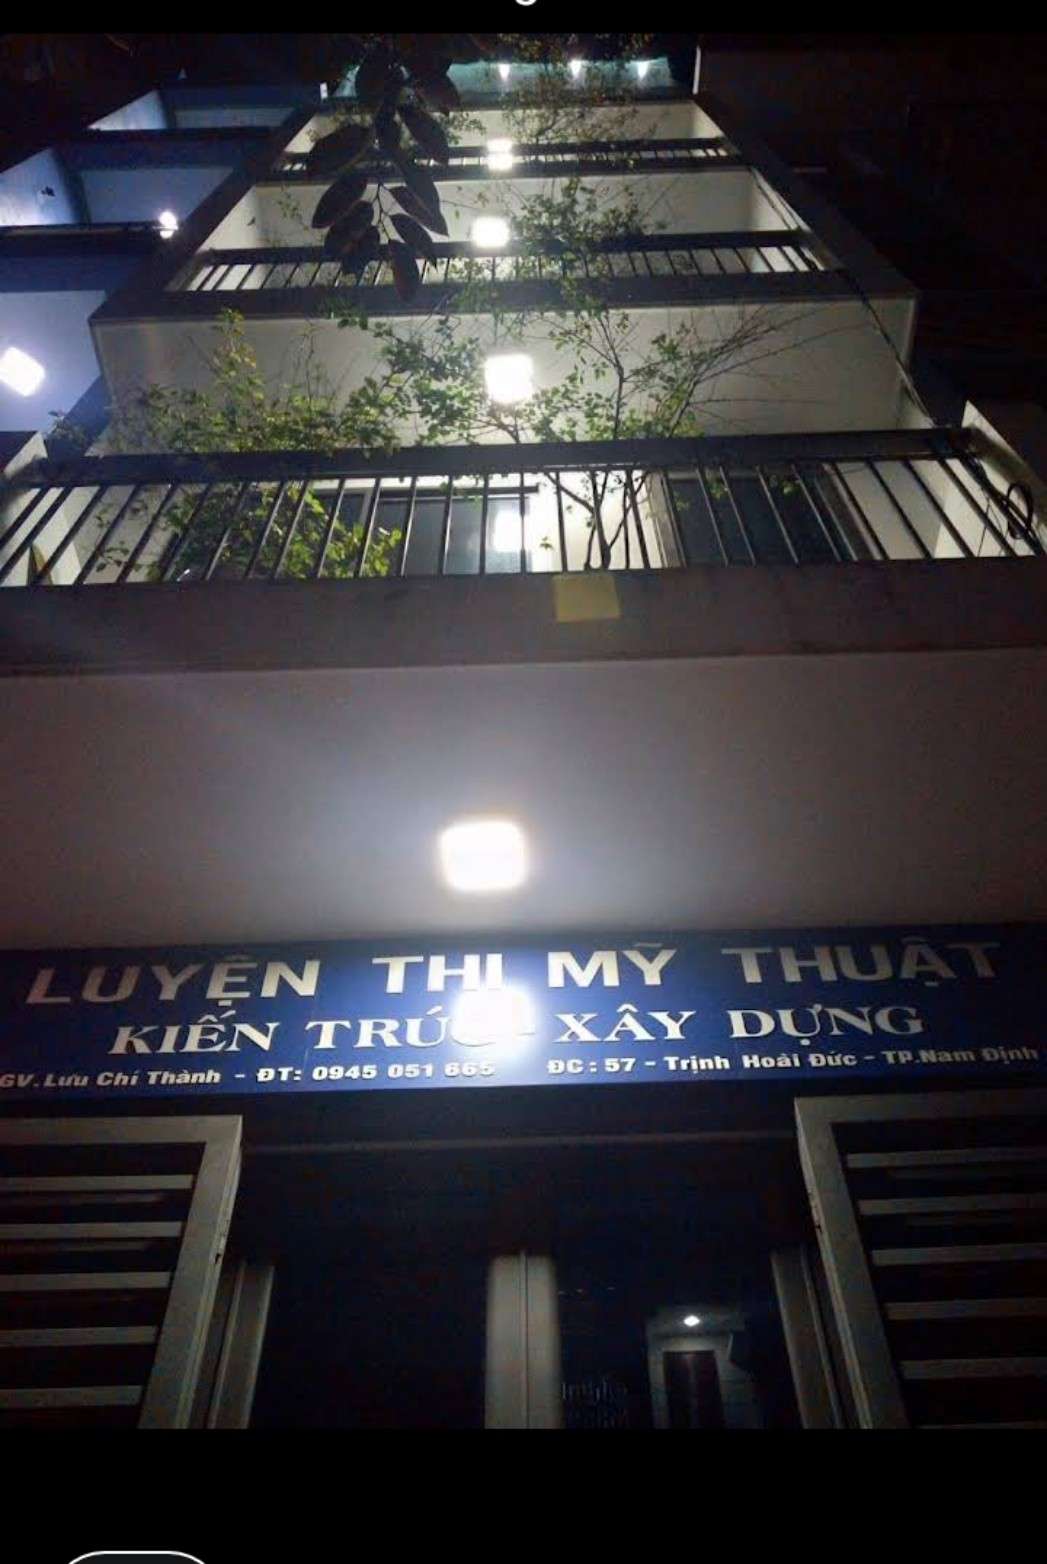 LUYỆN THI MỸ THUẬT
KIẾN TRÚC - XÂY DỰNG
GV. Lưu Chí Thành - ĐT: 0945 051 665 ĐC : 57 - Trịnh Hoài Đức - TP.Nam Định